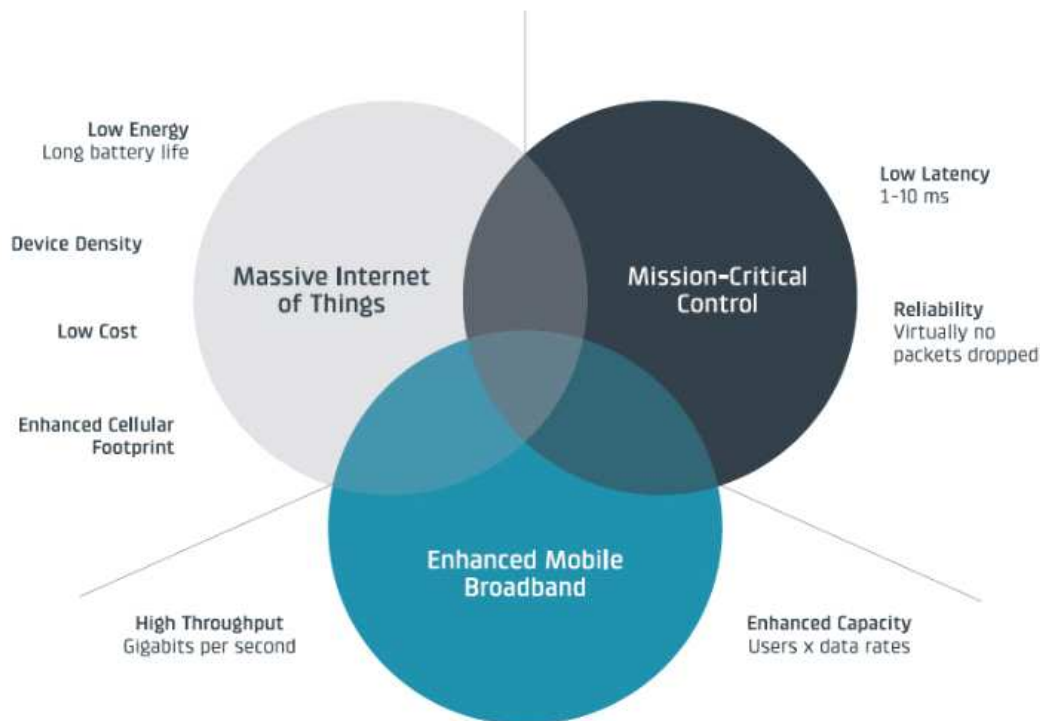 Low Energy
Long battery life
Device Density
Low Cost
Enhanced Cellular
Footprint
Massive Internet
of Things
Mission-Critical
Control
Low Latency
1-10 ms
Reliability
Virtually no
packets dropped
Enhanced Mobile
Broadband
High Throughput
Gigabits per second
Enhanced Capacity
Users x data rates